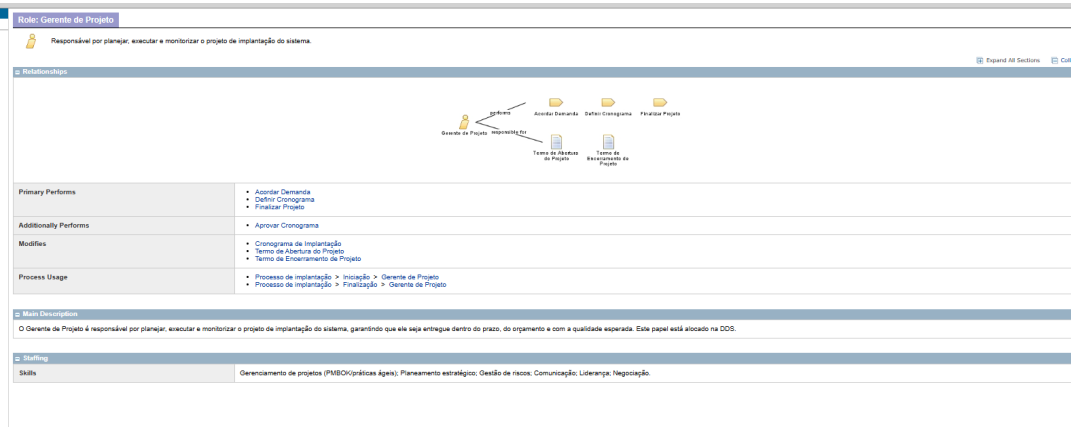 Role: Gerente de Projeto
Responsável por planejar, executar e monitorizar o projeto de implantação do sistema.
Expand All Sections Coll
Relationships
performs
Acordar Demanda Definir Cronograma Finalizar Projeto
Gerente de Projeto responsible for
Termo de Abertura do Projeto
Termo de Encerramento do Projeto
Primary Performs
• Acordar Demanda
• Definir Cronograma
• Finalizar Projeto
Additionally Performs
• Aprovar Cronograma
Modifies
• Cronograma de Implantação
• Termo de Abertura do Projeto
• Termo de Encerramento do Projeto
Process Usage
• Processo de implantação > Iniciação > Gerente de Projeto
• Processo de implantação > Finalização > Gerente de Projeto
Main Description
O Gerente de Projeto é responsável por planejar, executar e monitorizar o projeto de implantação do sistema, garantindo que ele seja entregue dentro do prazo, do orçamento e com a qualidade esperada. Este papel está alocado na DDS.
Staffing
Skills
Gerenciamento de projetos (PMBOK/práticas ágeis); Planeamento estratégico; Gestão de riscos; Comunicação; Liderança; Negociação.